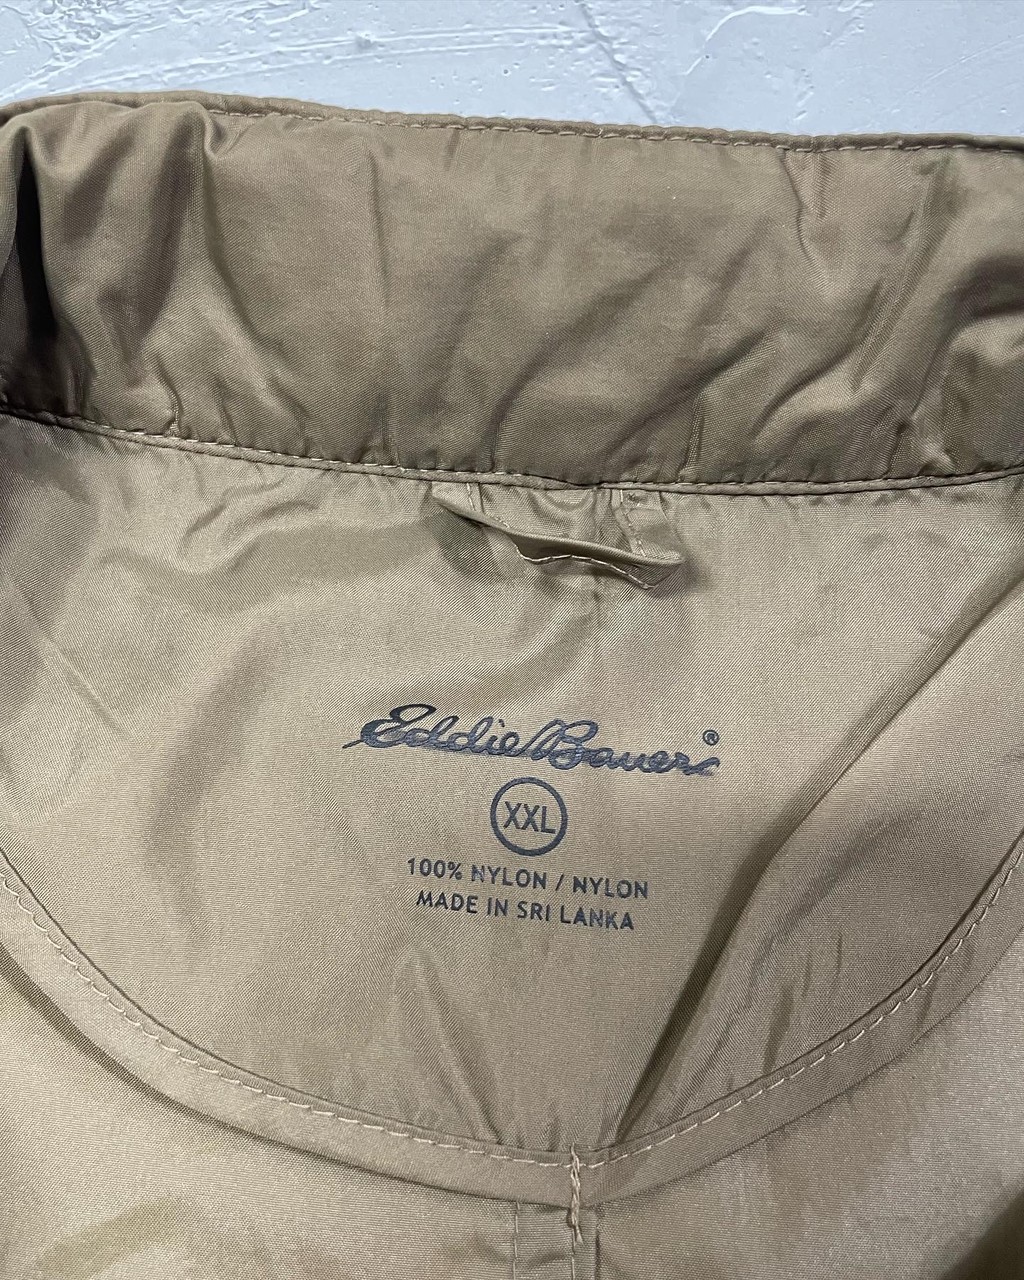 Eddie Bauer®
XXL
100% NYLON / NYLON
MADE IN SRI LANKA